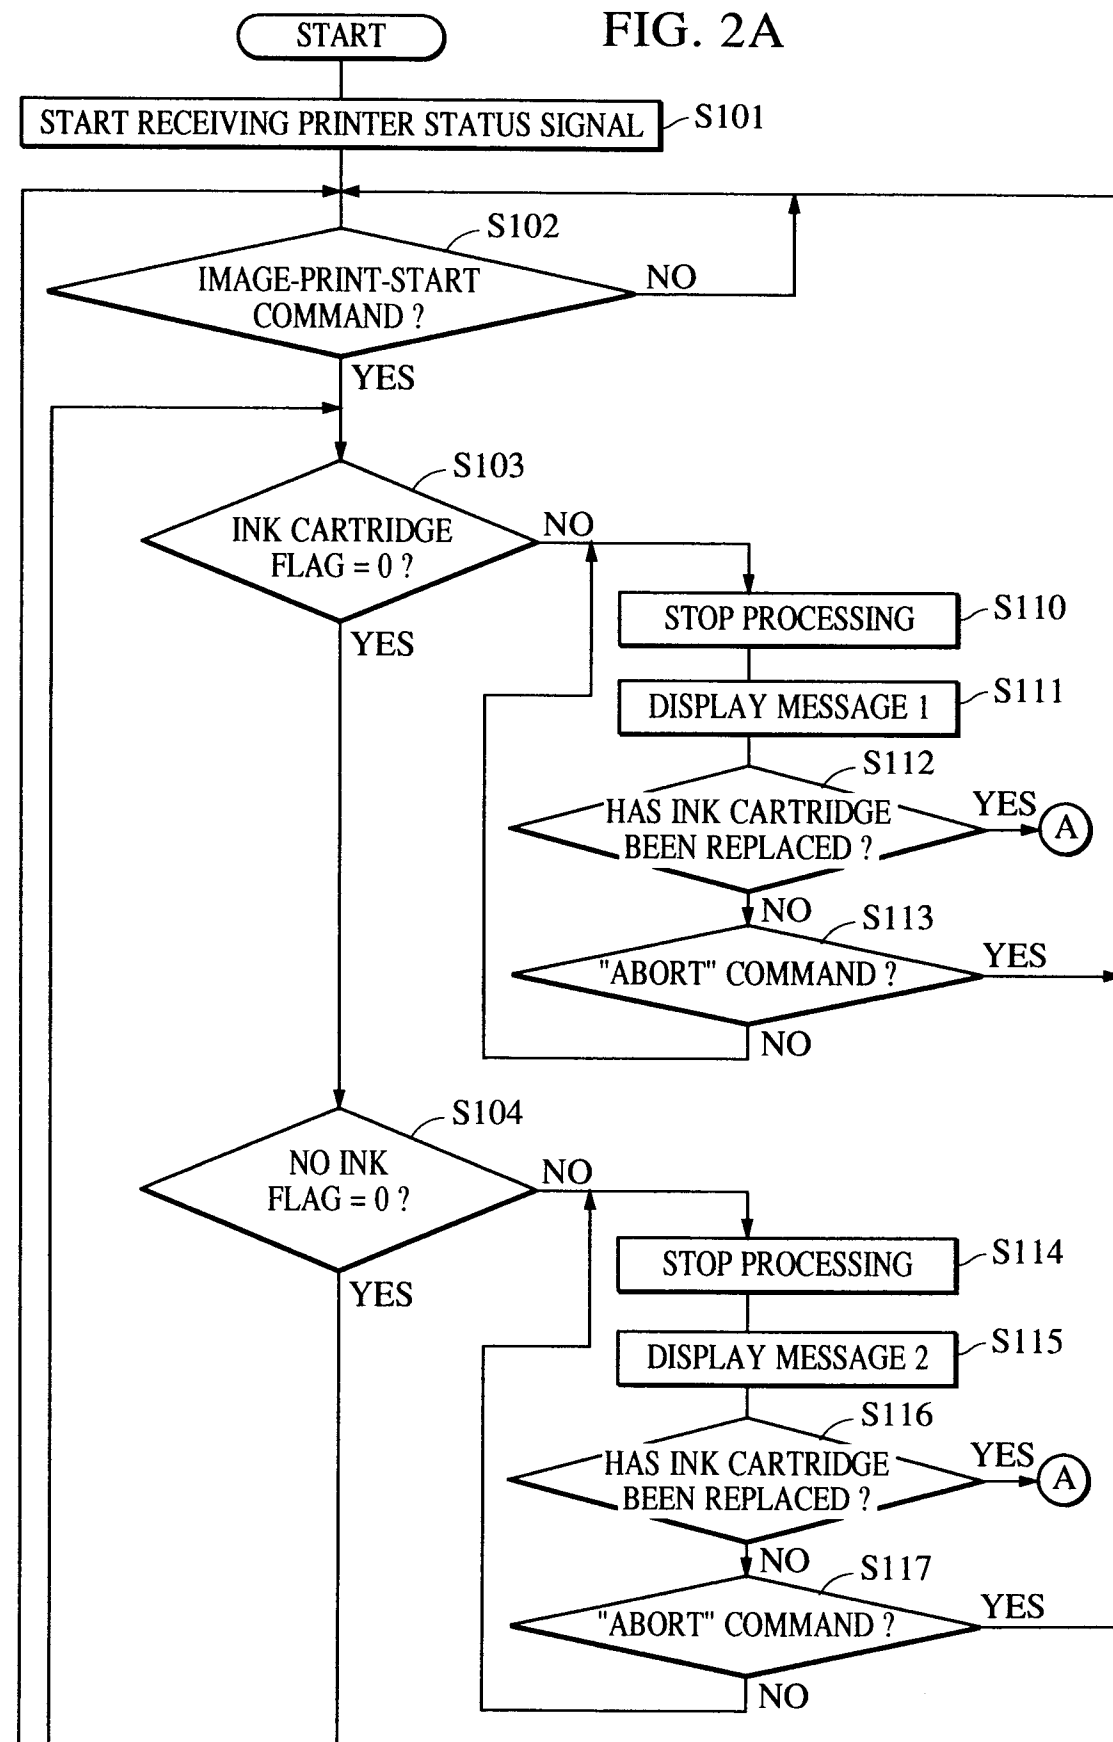 FIG. 2A
START
START RECEIVING PRINTER STATUS SIGNAL
S101
S102
IMAGE-PRINT-START
COMMAND ?
NO
YES
S103
INK CARTRIDGE
FLAG = 0 ?
NO
YES
STOP PROCESSING
S110
DISPLAY MESSAGE 1
S111
S112
HAS INK CARTRIDGE
BEEN REPLACED ?
YES
A
NO
S113
"ABORT" COMMAND ?
YES
NO
S104
NO INK
FLAG = 0 ?
NO
YES
STOP PROCESSING
S114
DISPLAY MESSAGE 2
S115
S116
HAS INK CARTRIDGE
BEEN REPLACED ?
YES
A
NO
S117
"ABORT" COMMAND ?
YES
NO